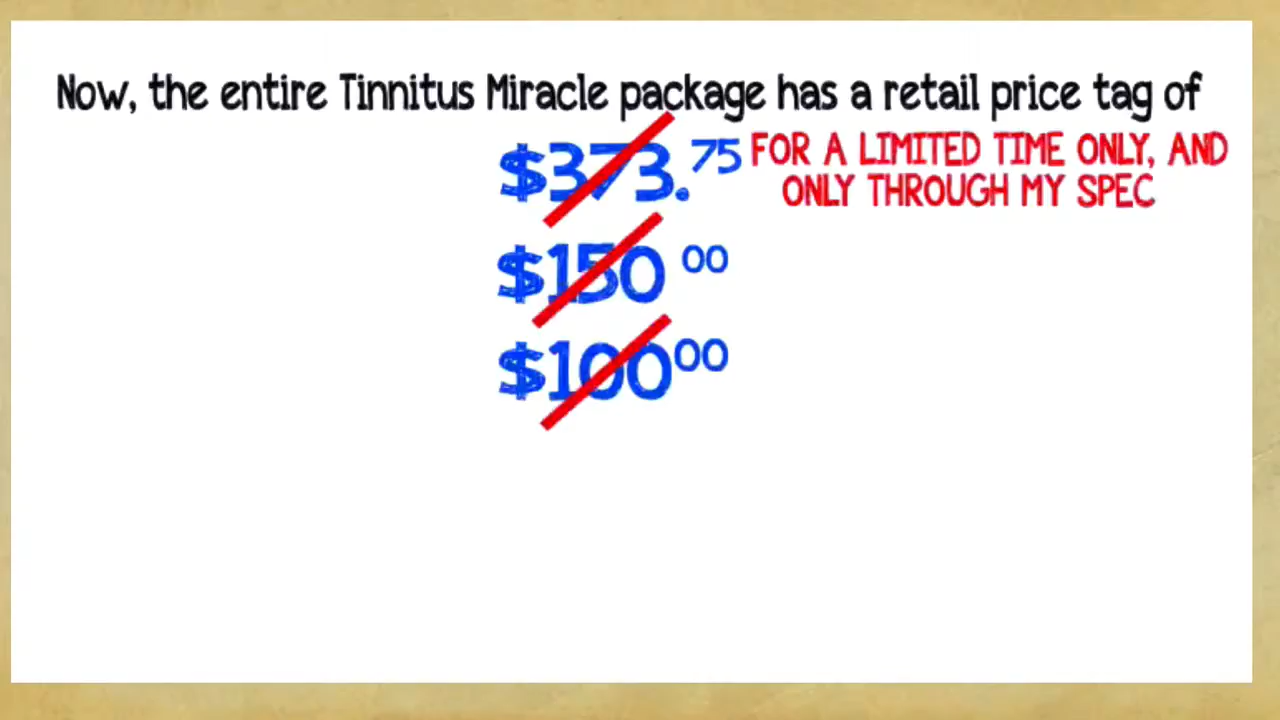 Now, the entire Tinnitus Miracle package has a retail price tag of
$373.75
FOR A LIMITED TIME ONLY, AND
ONLY THROUGH MY SPEC
$150 00
$100 00